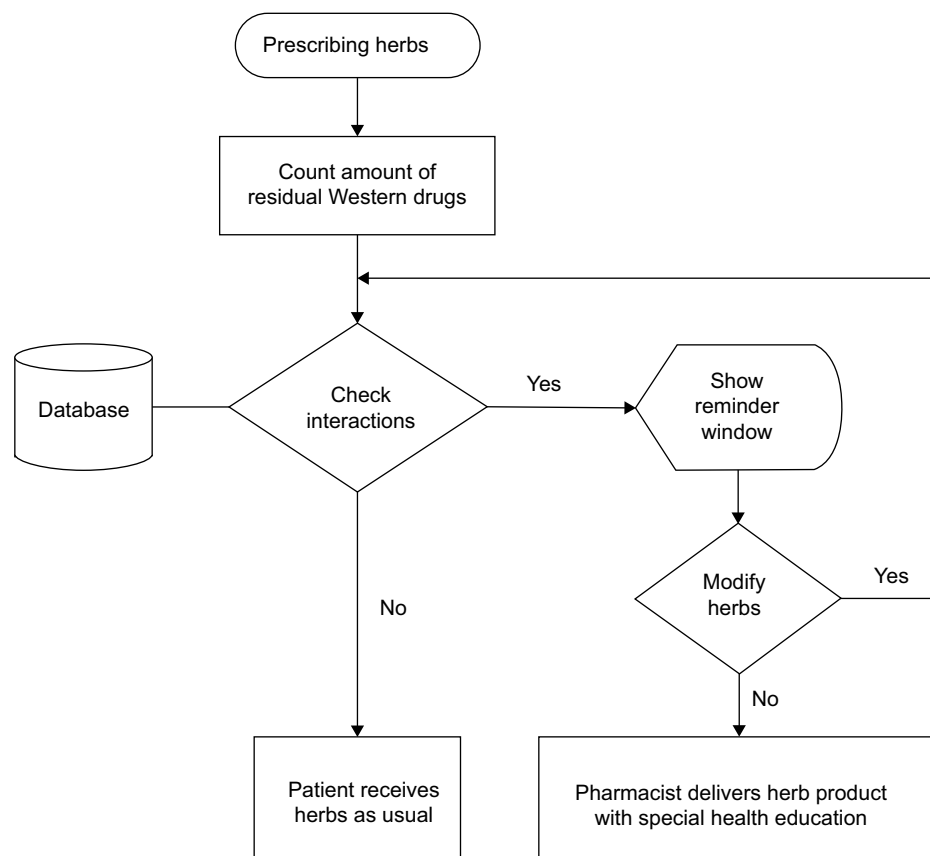 Prescribing herbs
Count amount of
residual Western drugs
Database
Check
interactions
Yes
Show
reminder
window
Modify
herbs
Yes
No
No
Patient receives
herbs as usual
Pharmacist delivers herb product
with special health education